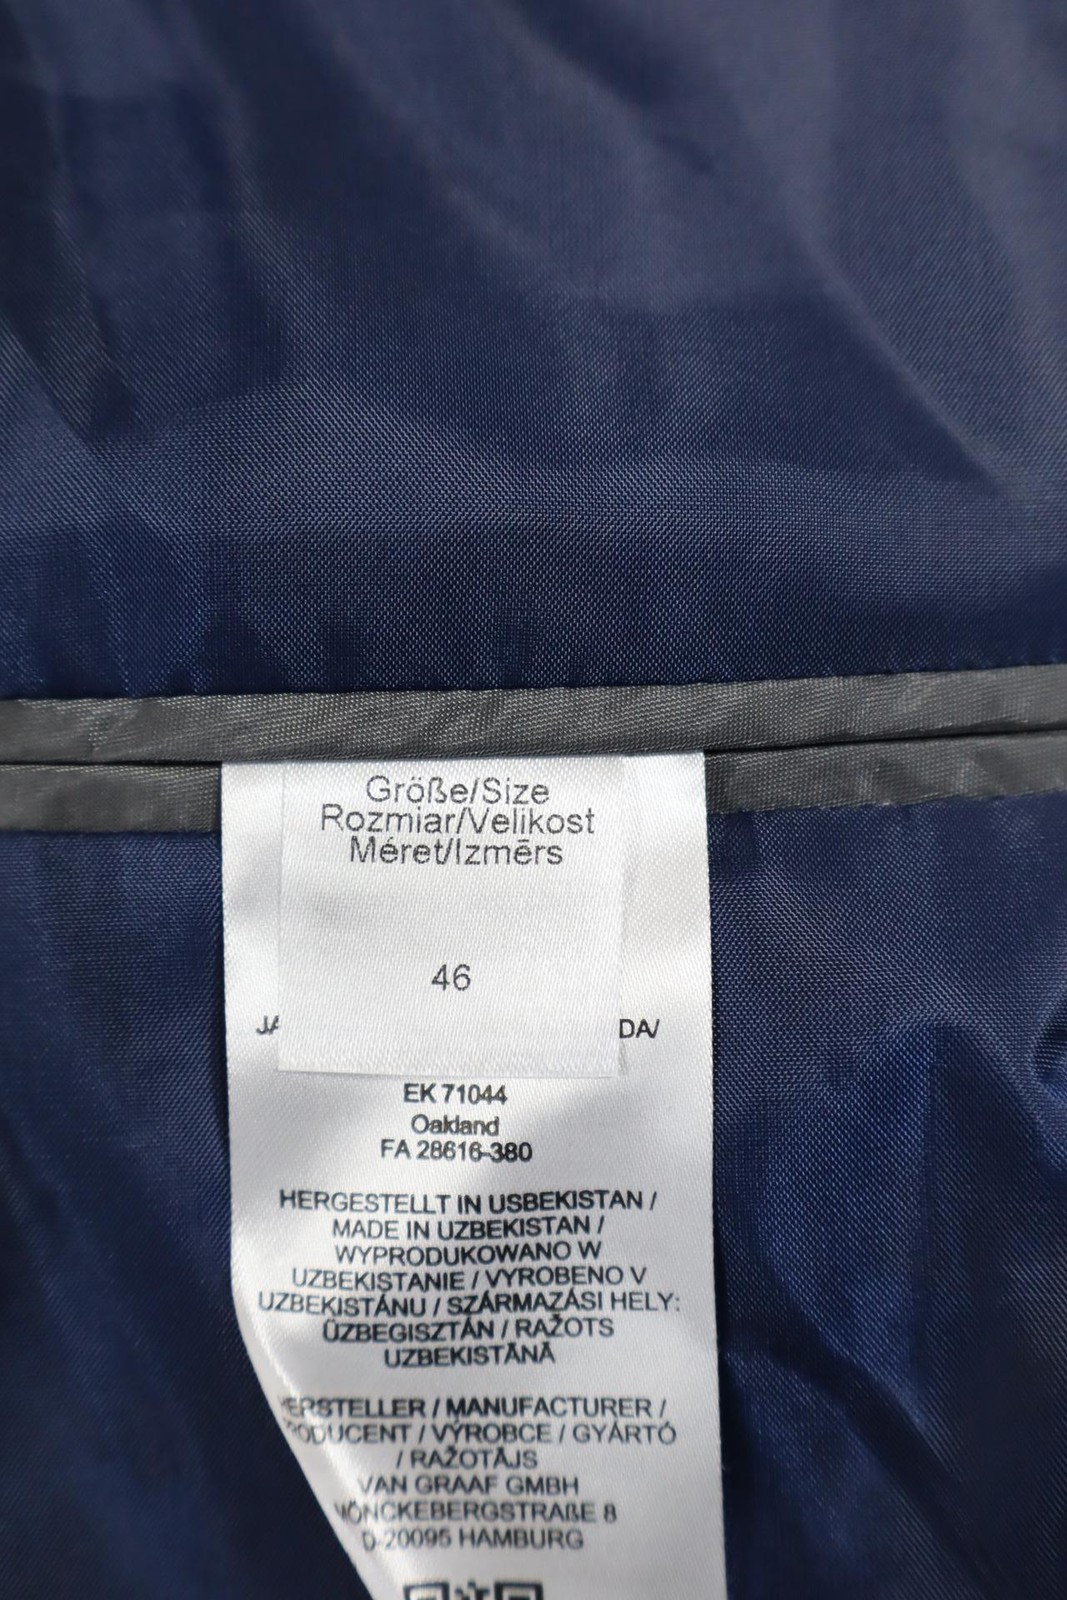 Größe/Size
Rozmiar/Velikost
Méret/Izmērs
46
DA/
EK 71044
Oakland
FA 28616-380
HERGESTELLT IN USBEKISTAN /
MADE IN UZBEKISTAN /
WYPRODUKOWANO W
UZBEKISTANIE / VYROBENO V
UZBEKISTÁNU / SZÁRMAZÁSI HELY:
ÜZBEGISZTÁN / RAŽOTS
UZBEKISTĀNĀ
ERSTELLER / MANUFACTURER /
RODUCENT / VÝROBCE / GYÁRTÓ
/ RAŽOTĀJS
VAN GRAAF GMBH
MÖNCKEBERGSTRAßE 8
D-20095 HAMBURG